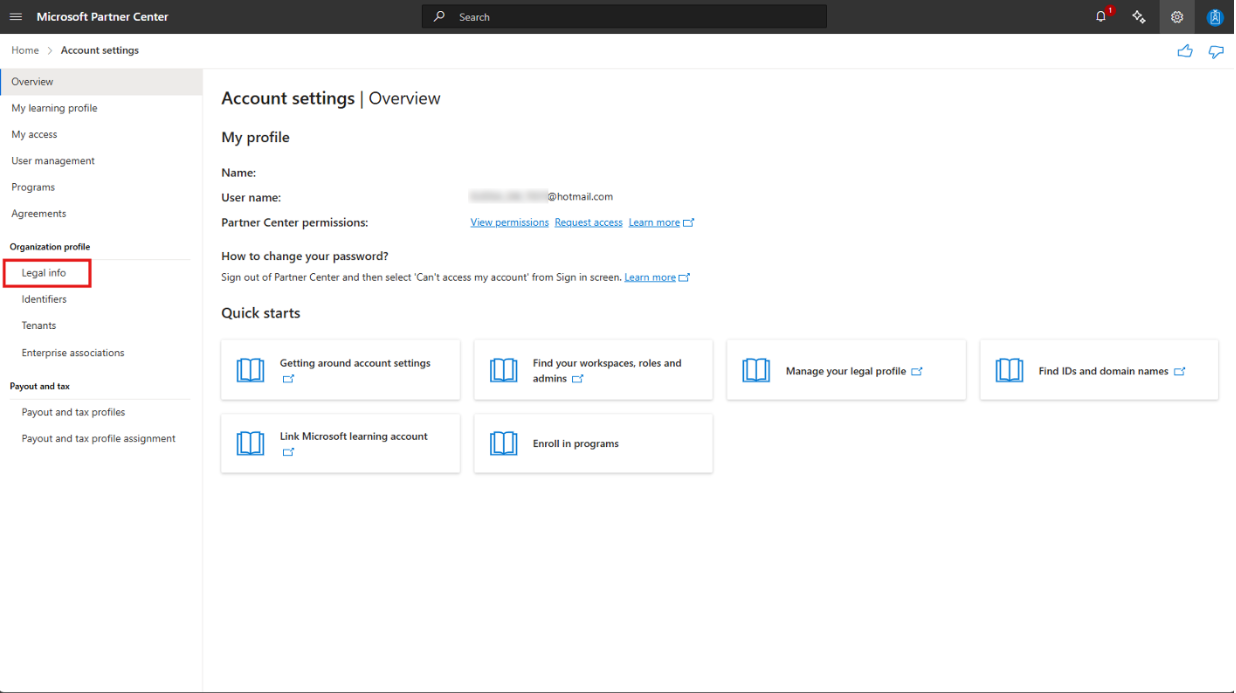 Microsoft Partner Center
Search
1
Home > Account settings
Overview
My learning profile
My access
User management
Programs
Agreements
Organization profile
Legal info
Identifiers
Tenants
Enterprise associations
Payout and tax
Payout and tax profiles
Payout and tax profile assignment
Account settings | Overview
My profile
Name:
User name: @hotmail.com
Partner Center permissions: View permissions Request access Learn more
How to change your password?
Sign out of Partner Center and then select 'Can't access my account' from Sign in screen. Learn more
Quick starts
Getting around account settings
Find your workspaces, roles and
admins
Manage your legal profile
Find IDs and domain names
Link Microsoft learning account
Enroll in programs